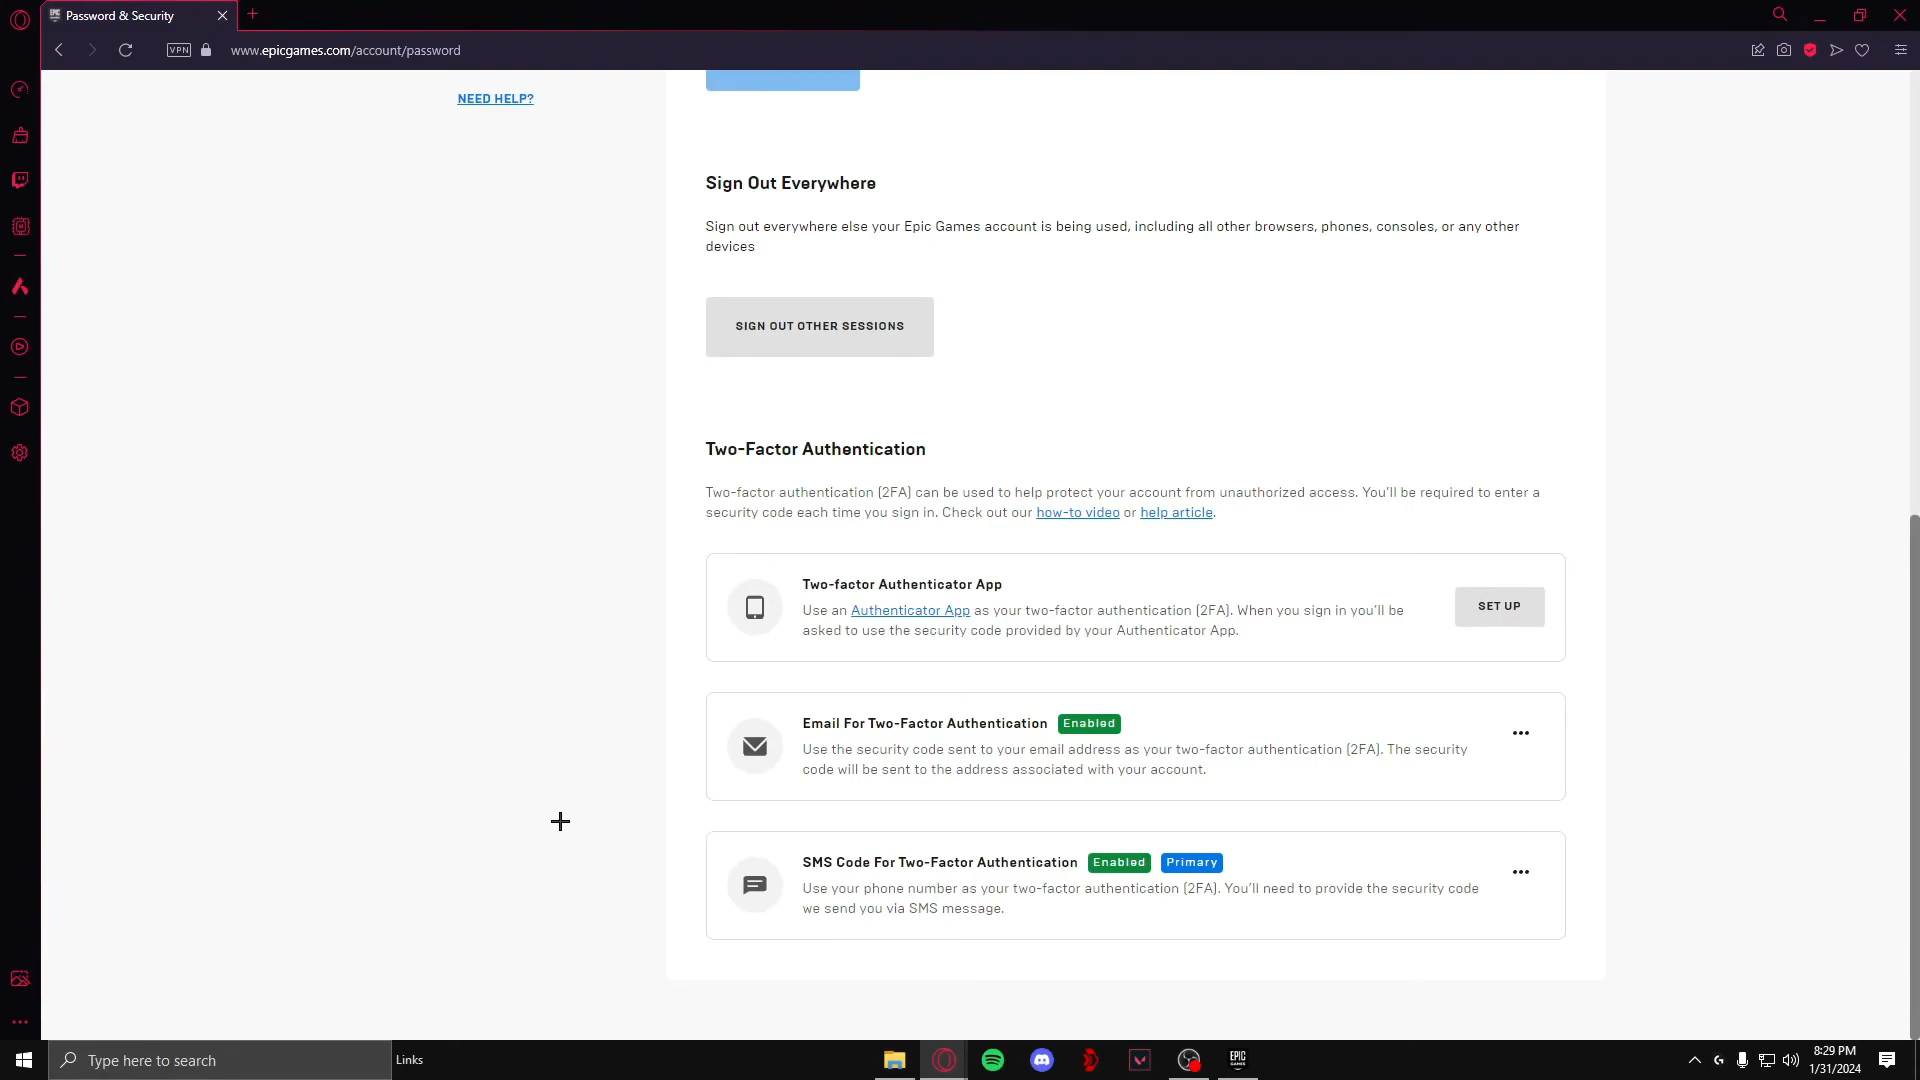 Password & Security
VPN
www.epicgames.com/account/password
NEED HELP?
Sign Out Everywhere
Sign out everywhere else your Epic Games account is being used, including all other browsers, phones, consoles, or any other
devices
SIGN OUT OTHER SESSIONS
Two-Factor Authentication
Two-factor authentication (2FA) can be used to help protect your account from unauthorized access. You'll be required to enter a
security code each time you sign in. Check out our how-to video or help article.
Two-factor Authenticator App
Use an Authenticator App as your two-factor authentication (2FA). When you sign in you'll be
asked to use the security code provided by your Authenticator App.
SET UP
Email For Two-Factor Authentication Enabled
Use the security code sent to your email address as your two-factor authentication (2FA). The security
code will be sent to the address associated with your account.
SMS Code For Two-Factor Authentication Enabled Primary
Use your phone number as your two-factor authentication (2FA). You'll need to provide the security code
we send you via SMS message.
Type here to search
Links
EPIC
GAMES
8:29 PM
1/31/2024